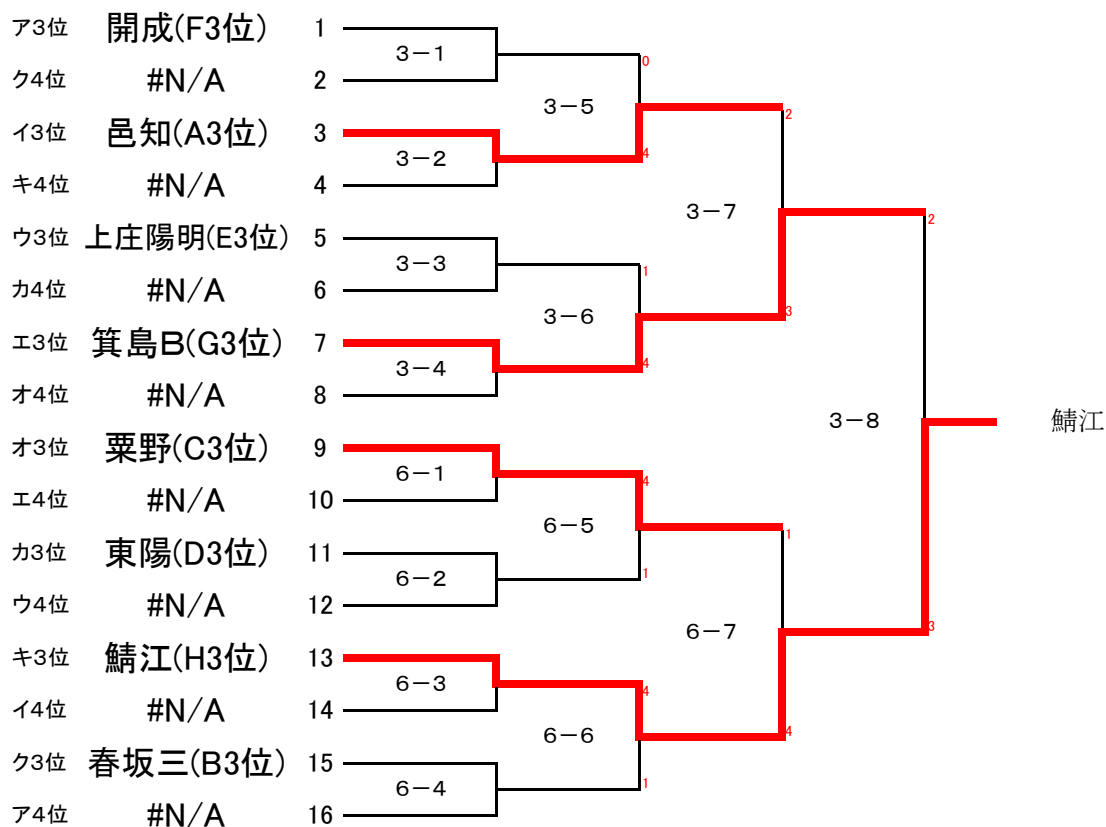 ア3位 開成(F3位) 1
3−1
0
ク4位 #N/A 2
3−5
2
イ3位 邑知(A3位) 3
3−2
4
キ4位 #N/A 4
3−7
2
ウ3位 上庄陽明(E3位) 5
3−3
1
カ4位 #N/A 6
3−6
3
エ3位 箕島B(G3位) 7
3−4
4
オ4位 #N/A 8
3−8
鯖江
オ3位 粟野(C3位) 9
6−1
4
エ4位 #N/A 10
6−5
1
カ3位 東陽(D3位) 11
6−2
1
ウ4位 #N/A 12
6−7
3
キ3位 鯖江(H3位) 13
6−3
4
イ4位 #N/A 14
6−6
4
ク3位 春坂三(B3位) 15
6−4
1
ア4位 #N/A 16